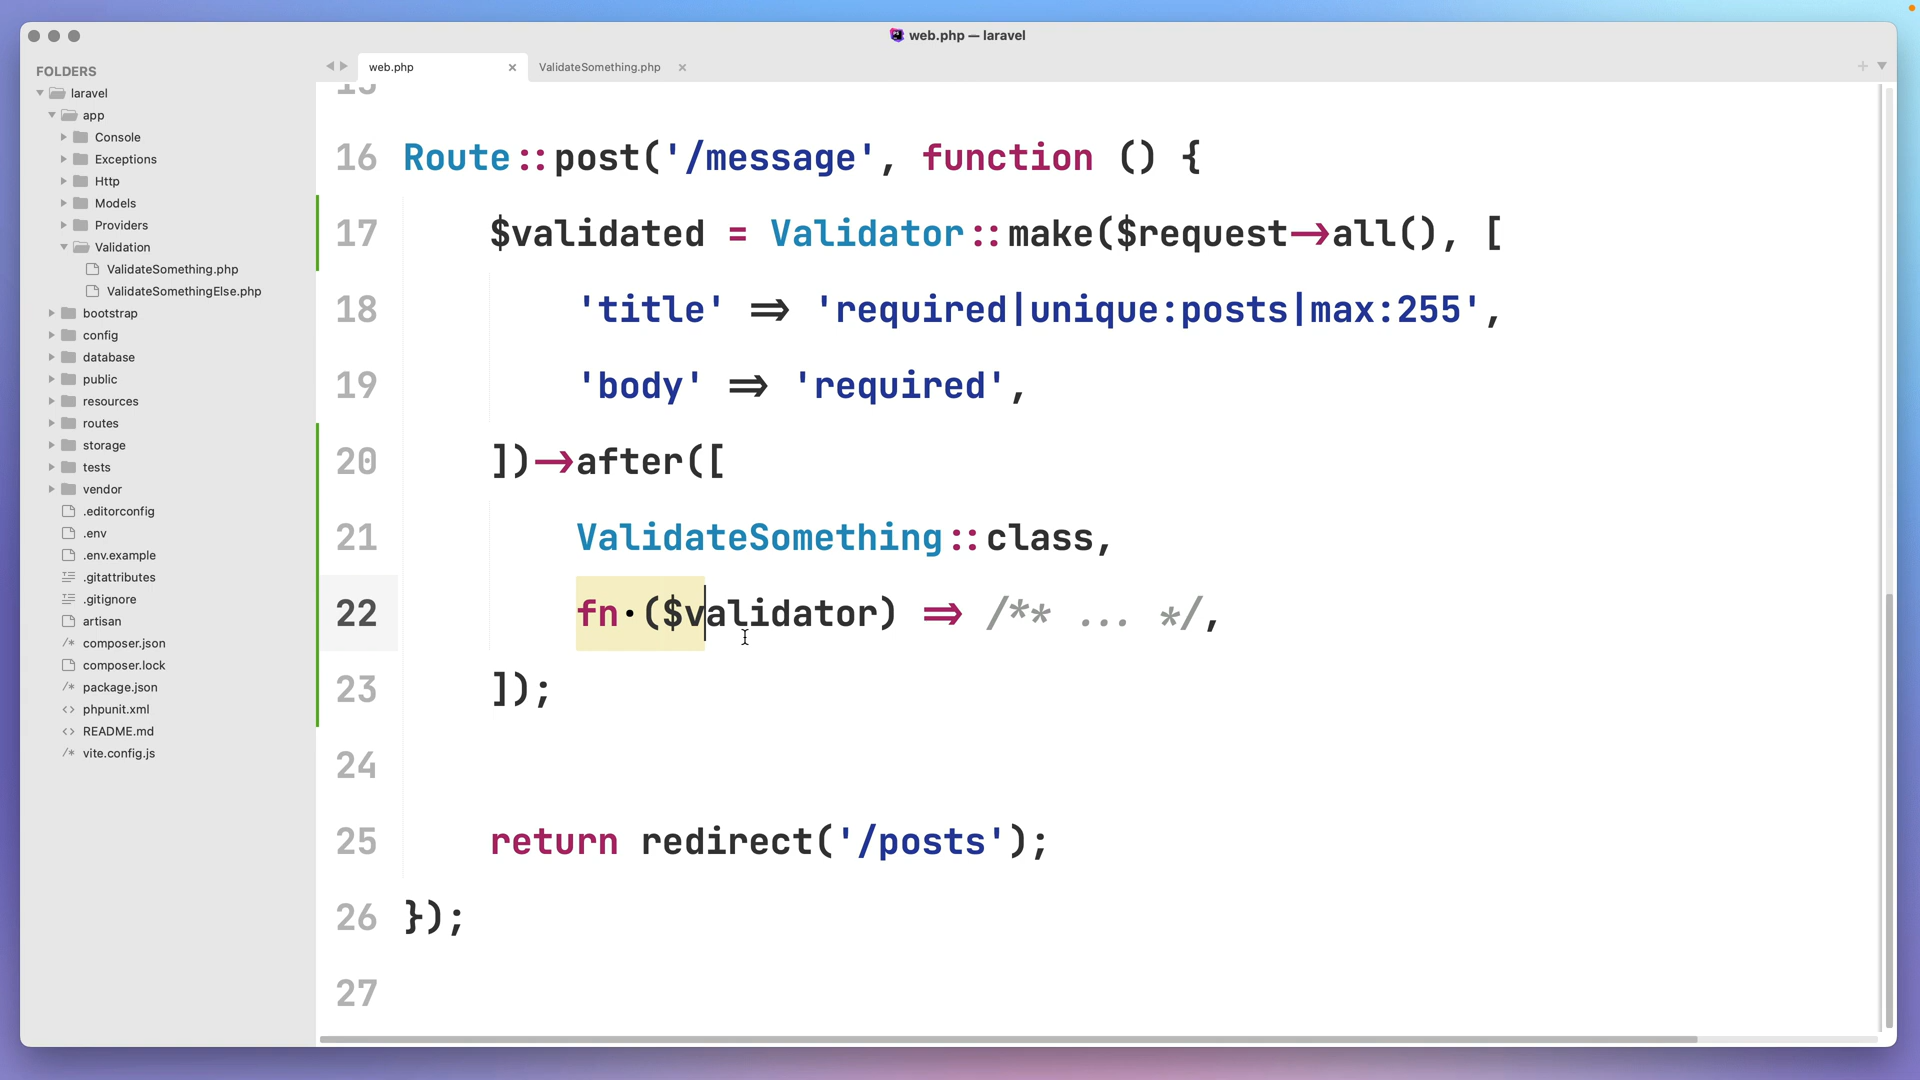 web.php — laravel
FOLDERS
laravel
app
Console
Exceptions
Http
Models
Providers
Validation
ValidateSomething.php
ValidateSomethingElse.php
bootstrap
config
database
public
resources
routes
storage
tests
vendor
.editorconfig
.env
.env.example
.gitattributes
.gitignore
artisan
composer.json
composer.lock
package.json
phpunit.xml
README.md
vite.config.js
web.php
ValidateSomething.php
15
16 Route::post('/message', function () {
17 $validated = Validator::make($request->all(), [
18 'title' => 'required|unique:posts|max:255',
19 'body' => 'required',
20 ])->after([
21 ValidateSomething::class,
22 fn·($validator) => /** ... */,
23 ]);
24
25 return redirect('/posts');
26 });
27